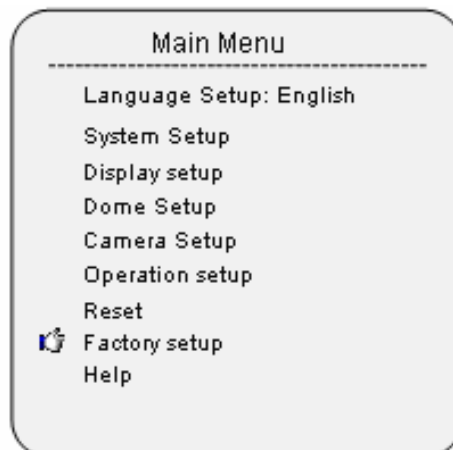 Main Menu
Language Setup: English
System Setup
Display setup
Dome Setup
Camera Setup
Operation setup
Reset
Factory setup
Help